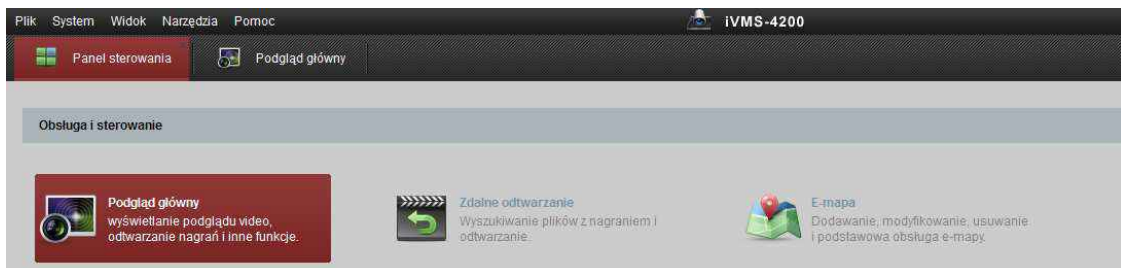 Plik System Widok Narzędzia Pomoc iVMS-4200
Panel sterowania Podgląd główny
Obsługa i sterowanie
Podgląd główny
wyświetlanie podglądu video,
odtwarzanie nagrań i inne funkcje.
Zdalne odtwarzanie
Wyszukiwanie plików z nagraniem i
odtwarzanie.
E-mapa
Dodawanie, modyfikowanie, usuwanie
i podstawowa obsługa e-mapy.